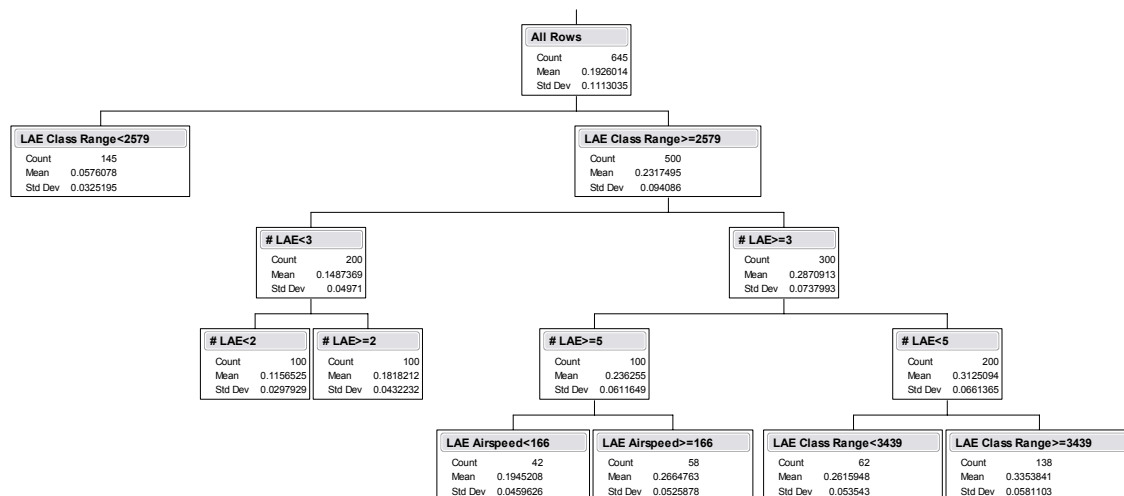 All Rows
Count 645
Mean 0.1926014
Std Dev 0.1113035
LAE Class Range<2579
Count 145
Mean 0.0576078
Std Dev 0.0325195
LAE Class Range>=2579
Count 500
Mean 0.2317495
Std Dev 0.094086
# LAE<3
Count 200
Mean 0.1487369
Std Dev 0.04971
# LAE>=3
Count 300
Mean 0.2870913
Std Dev 0.0737993
# LAE<2
Count 100
Mean 0.1156525
Std Dev 0.0297929
# LAE>=2
Count 100
Mean 0.1818212
Std Dev 0.0432232
# LAE>=5
Count 100
Mean 0.236255
Std Dev 0.0611649
# LAE<5
Count 200
Mean 0.3125094
Std Dev 0.0661365
LAE Airspeed<166
Count 42
Mean 0.1945208
Std Dev 0.0459626
LAE Airspeed>=166
Count 58
Mean 0.2664763
Std Dev 0.0525878
LAE Class Range<3439
Count 62
Mean 0.2615948
Std Dev 0.053543
LAE Class Range>=3439
Count 138
Mean 0.3353841
Std Dev 0.0581103